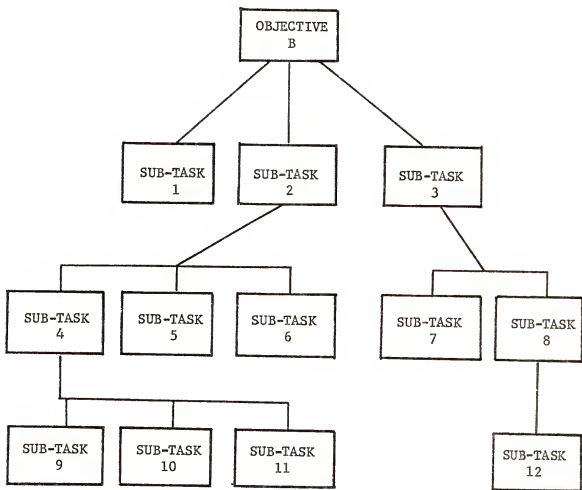 OBJECTIVE
B
SUB-TASK
1
SUB-TASK
2
SUB-TASK
3
SUB-TASK
4
SUB-TASK
5
SUB-TASK
6
SUB-TASK
7
SUB-TASK
8
SUB-TASK
9
SUB-TASK
10
SUB-TASK
11
SUB-TASK
12